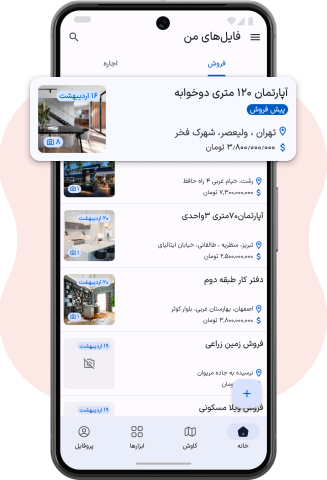 فایل‌های من
فروش
اجاره
آپارتمان ۱۲۰ متری دوخوابه
پیش فروش
۱۶ اردیبهشت
تهران ، ولیعصر، شهرک فخر
۳٫۸۰۰٫۰۰۰٫۰۰۰ تومان
۸
رشت، خیام غربی ۴ راه حافظ
۷,۳۰۰,۰۰۰,۰۰۰ تومان
۱
آپارتمان۷۰متری ۳واحدی
۲۰ اردیبهشت
تبریز، منظریه ، طالقانی، خیابان ایتالیای
۲,۵۰۰,۰۰۰,۰۰۰ تومان
۱
دفتر کار طبقه دوم
۲۰ اردیبهشت
اصفهان، بهارستان غربی، بلوار کوثر
۳,۸۰۰,۰۰۰,۰۰۰ تومان
۱
فروش زمین زراعی
۱۹ اردیبهشت
نرسیده به جاده مریوان
تومان
فروش ویلا مسکونی
۱۹ اردیبهشت
خانه
کاوش
ابزارها
پروفایل